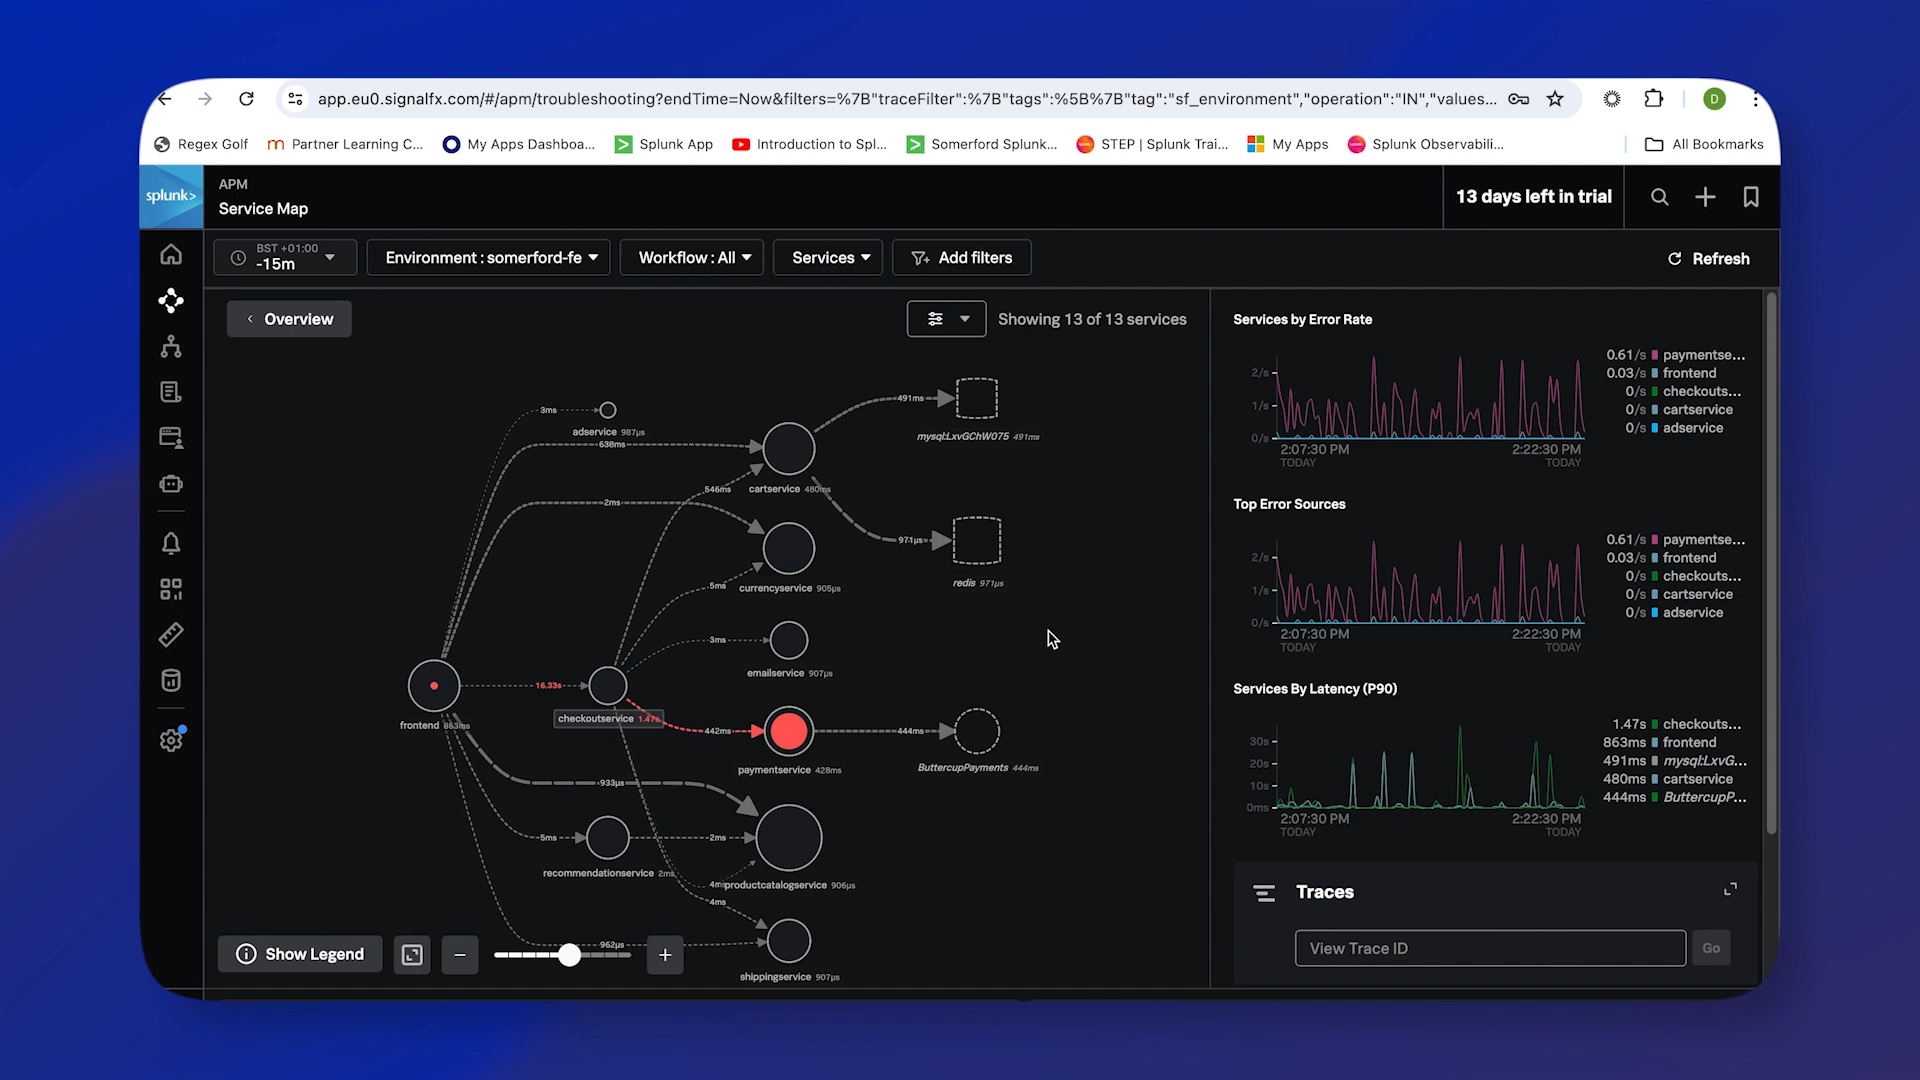 app.eu0.signalfx.com/#/apm/troubleshooting?endTime=Now&filters=%7B"traceFilter":%7B"tags":%5B%7B"tag":"sf_environment","operation":"IN","values...
D
Regex Golf
Partner Learning C...
My Apps Dashboa...
Splunk App
Introduction to Spl...
Somerford Splunk...
STEP | Splunk Trai...
My Apps
Splunk Observabili...
All Bookmarks
splunk>
APM
Service Map
13 days left in trial
BST +01:00
-15m
Environment : somerford-fe
Workflow : All
Services
Add filters
Refresh
Overview
Showing 13 of 13 services
3ms
adservice 987µs
638ms
491ms
mysql:LxvGChW075 491ms
546ms
cartservice 480ms
2ms
971µs
redis 971µs
5ms
currencyservice 905µs
3ms
emailservice 907µs
16.33s
frontend 863ms
checkoutservice 1.47s
442ms
paymentservice 428ms
444ms
ButtercupPayments 444ms
933µs
5ms
recommendationservice 2ms
2ms
4ms
productcatalogservice 906µs
4ms
962µs
shippingservice 907µs
Show Legend
−
+
Services by Error Rate
2/s
1/s
0/s
2:07:30 PM
TODAY
2:22:30 PM
TODAY
0.61/s paymentse...
0.03/s frontend
0/s checkouts...
0/s cartservice
0/s adservice
Top Error Sources
2/s
1/s
0/s
2:07:30 PM
TODAY
2:22:30 PM
TODAY
0.61/s paymentse...
0.03/s frontend
0/s checkouts...
0/s cartservice
0/s adservice
Services By Latency (P90)
30s
20s
10s
0ms
2:07:30 PM
TODAY
2:22:30 PM
TODAY
1.47s checkouts...
863ms frontend
491ms mysql:LxvG...
480ms cartservice
444ms ButtercupP...
Traces
View Trace ID
Go